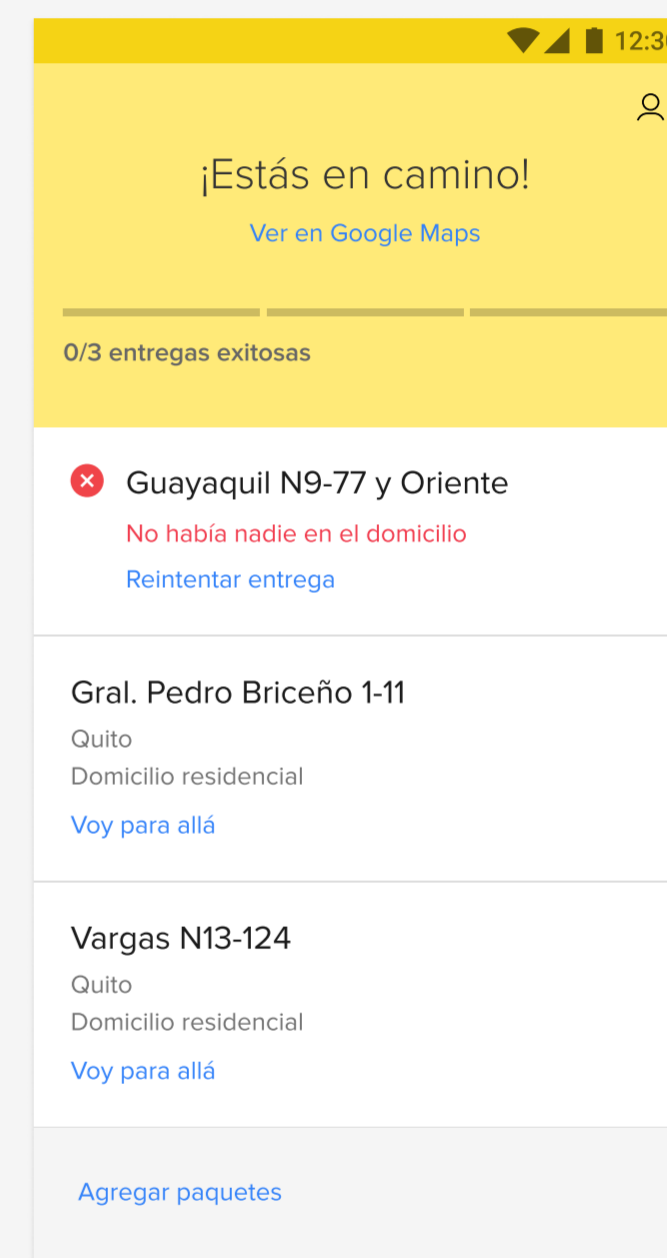 ¡Estás en camino!
Ver en Google Maps
0/3 entregas exitosas
Guayaquil N9-77 y Oriente
No había nadie en el domicilio
Reintentar entrega
Gral. Pedro Briceño 1-11
Quito
Domicilio residencial
Voy para allá
Vargas N13-124
Quito
Domicilio residencial
Voy para allá
Agregar paquetes